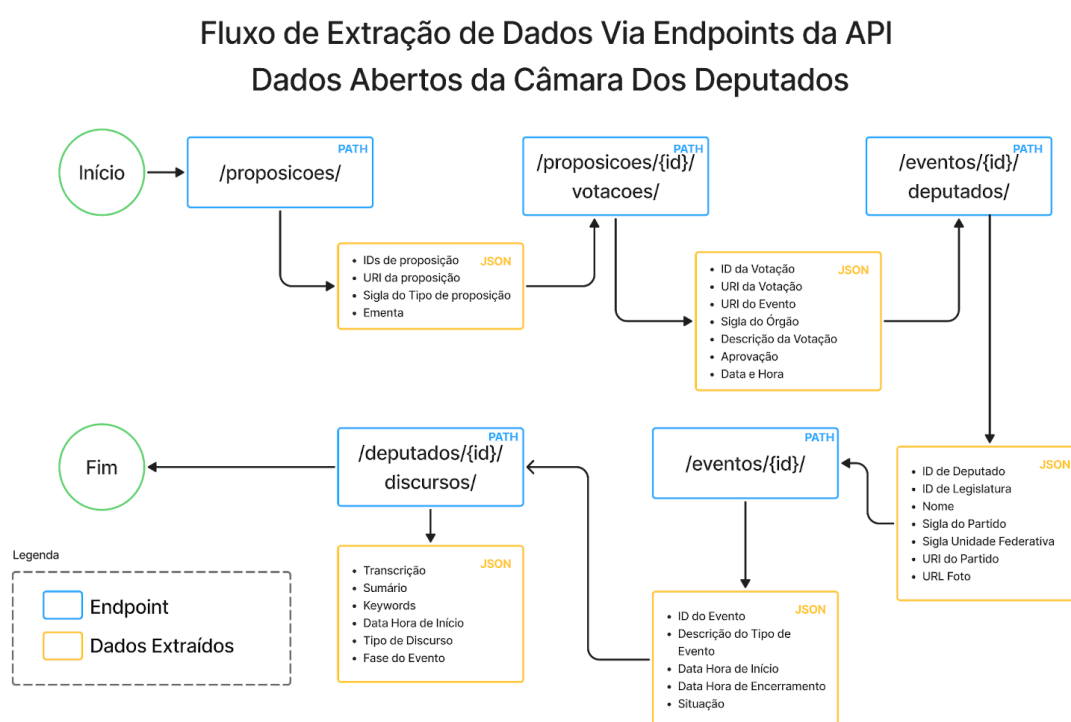 Fluxo de Extração de Dados Via Endpoints da API
Dados Abertos da Câmara Dos Deputados
Início
PATH
/proposicoes/
PATH
/proposicoes/{id}/
votacoes/
PATH
/eventos/{id}/
deputados/
JSON
• IDs de proposição
• URI da proposição
• Sigla do Tipo de proposição
• Ementa
JSON
• ID da Votação
• URI da Votação
• URI do Evento
• Sigla do Órgão
• Descrição da Votação
• Aprovação
• Data e Hora
Fim
PATH
/deputados/{id}/
discursos/
PATH
/eventos/{id}/
JSON
• ID de Deputado
• ID de Legislatura
• Nome
• Sigla do Partido
• Sigla Unidade Federativa
• URI do Partido
• URL Foto
JSON
• Transcrição
• Sumário
• Keywords
• Data Hora de Início
• Tipo de Discurso
• Fase do Evento
JSON
• ID do Evento
• Descrição do Tipo de
Evento
• Data Hora de Início
• Data Hora de Encerramento
• Situação
Legenda
Endpoint
Dados Extraídos